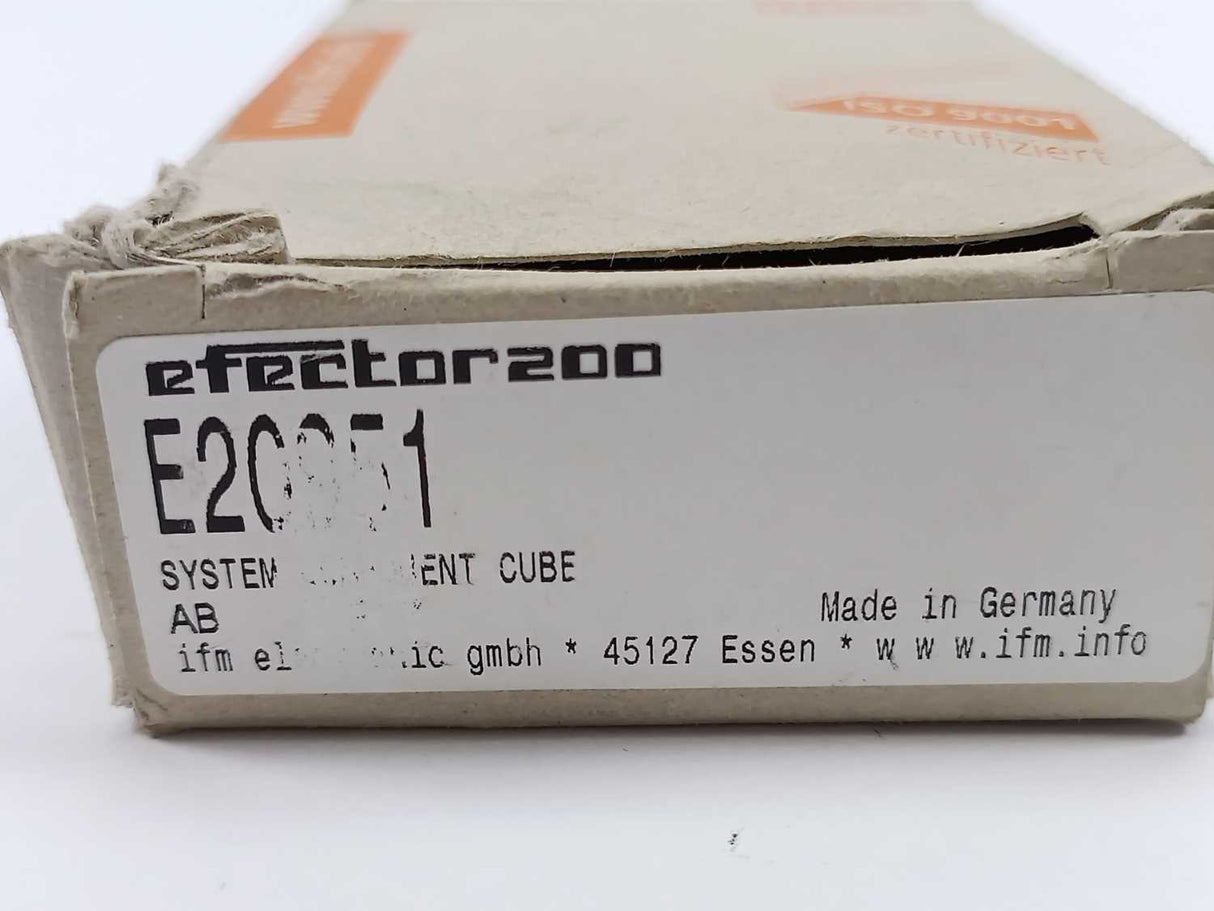 ISO 9001
zertifiziert
efector200
SYSTEM CUBE
AB
Made in Germany
ifm gmbh * 45127 Essen * w w w.ifm.info